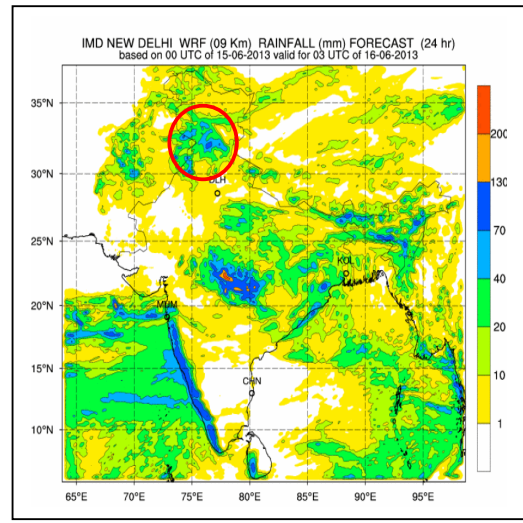 IMD NEW DELHI WRF (09 Km) RAINFALL (mm) FORECAST (24 hr)
based on 00 UTC of 15-06-2013 valid for 03 UTC of 16-06-2013
35°N
30°N
25°N
20°N
15°N
10°N
65°E 70°E 75°E 80°E 85°E 90°E 95°E
DLH
KOL
MUM
CHN
200
130
70
40
20
10
1